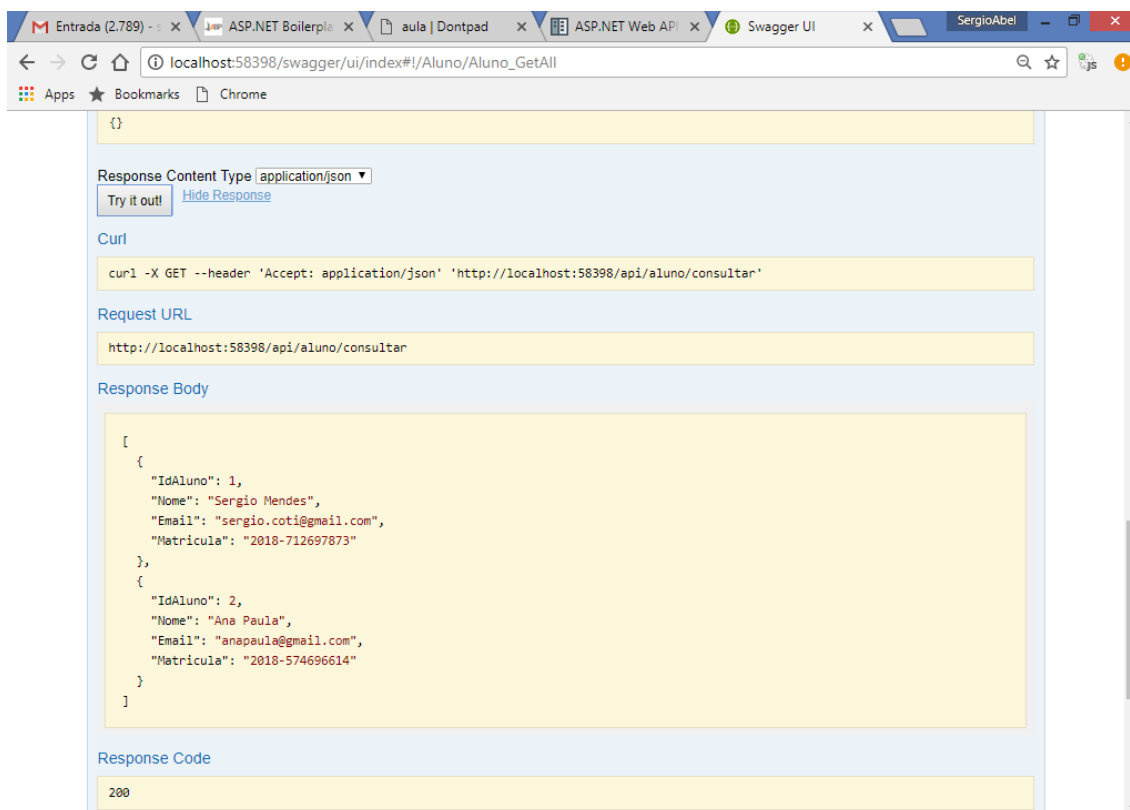 Entrada (2.789) - s
ASP.NET Boilerpla
aula | Dontpad
ASP.NET Web API
Swagger UI
SergioAbel
localhost:58398/swagger/ui/index#!/Aluno/Aluno_GetAll
Apps Bookmarks Chrome
{}
Response Content Type application/json
Try it out! Hide Response
Curl
curl -X GET --header 'Accept: application/json' 'http://localhost:58398/api/aluno/consultar'
Request URL
http://localhost:58398/api/aluno/consultar
Response Body
[
{
"IdAluno": 1,
"Nome": "Sergio Mendes",
"Email": "sergio.coti@gmail.com",
"Matricula": "2018-712697873"
},
{
"IdAluno": 2,
"Nome": "Ana Paula",
"Email": "anapaula@gmail.com",
"Matricula": "2018-574696614"
}
]
Response Code
200